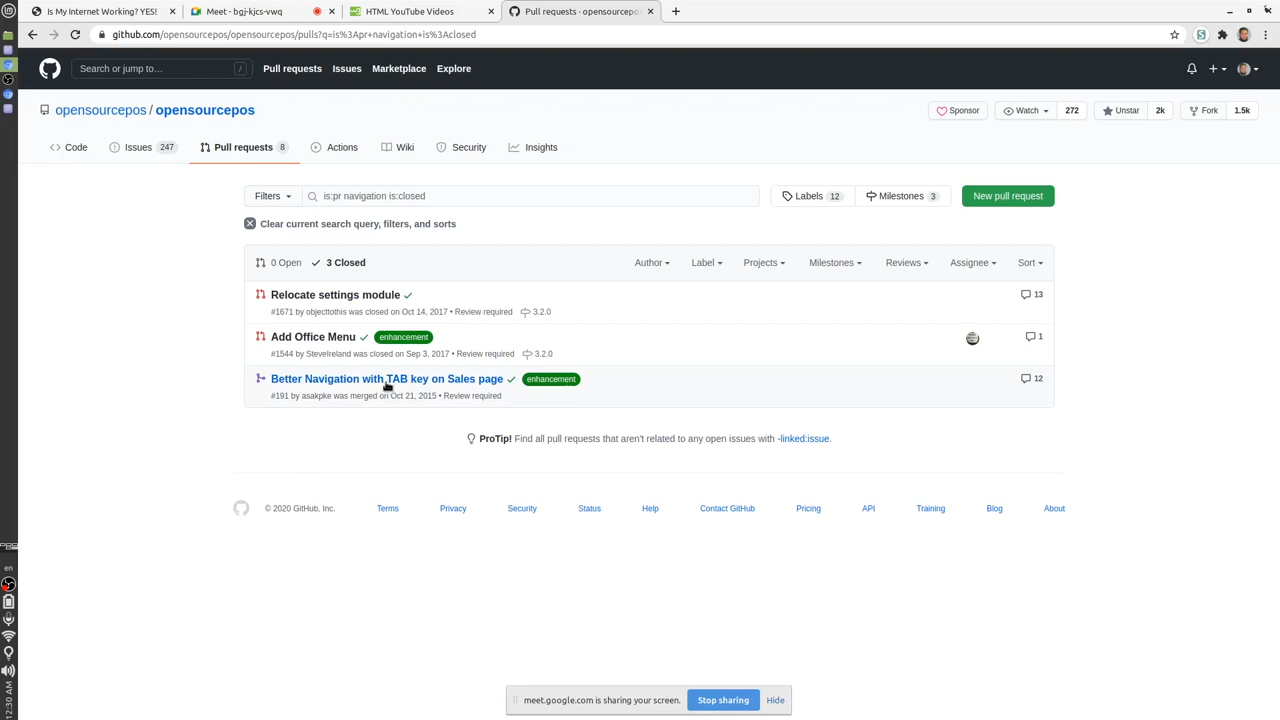 Is My Internet Working? YES!
Meet - bgj-kjcs-vwq
HTML YouTube Videos
Pull requests · opensourcepo
github.com/opensourcepos/opensourcepos/pulls?q=is%3Apr+navigation+is%3Aclosed
Search or jump to…
/
Pull requests
Issues
Marketplace
Explore
opensourcepos / opensourcepos
Sponsor
Watch
272
Unstar
2k
Fork
1.5k
Code
Issues 247
Pull requests 8
Actions
Wiki
Security
Insights
Filters
is:pr navigation is:closed
Labels 12
Milestones 3
New pull request
Clear current search query, filters, and sorts
0 Open
3 Closed
Author
Label
Projects
Milestones
Reviews
Assignee
Sort
Relocate settings module
13
#1671 by objecttothis was closed on Oct 14, 2017 • Review required 3.2.0
Add Office Menu enhancement
1
#1544 by SteveIreland was closed on Sep 3, 2017 • Review required 3.2.0
Better Navigation with TAB key on Sales page enhancement
12
#191 by asakpke was merged on Oct 21, 2015 • Review required
ProTip! Find all pull requests that aren't related to any open issues with -linked:issue.
© 2020 GitHub, Inc.
Terms
Privacy
Security
Status
Help
Contact GitHub
Pricing
API
Training
Blog
About
en
12:30 AM
meet.google.com is sharing your screen.
Stop sharing
Hide